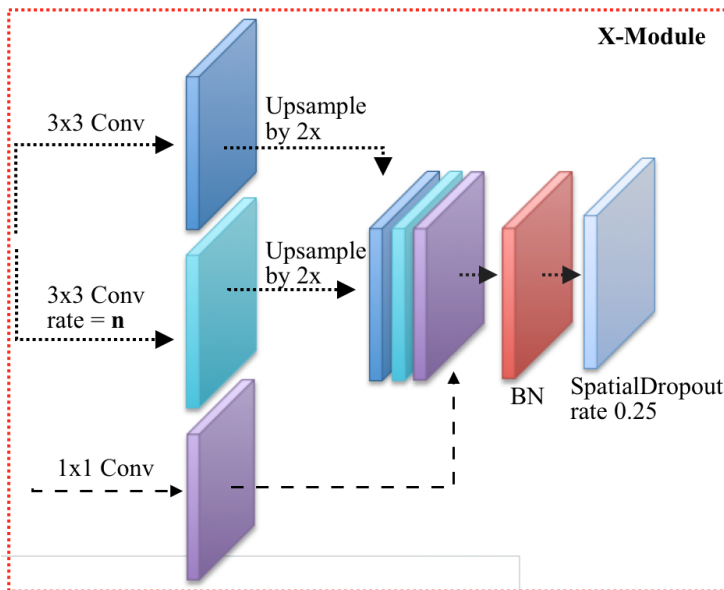 X-Module
3x3 Conv
Upsample
by 2x
3x3 Conv
rate = n
Upsample
by 2x
BN
SpatialDropout
rate 0.25
1x1 Conv